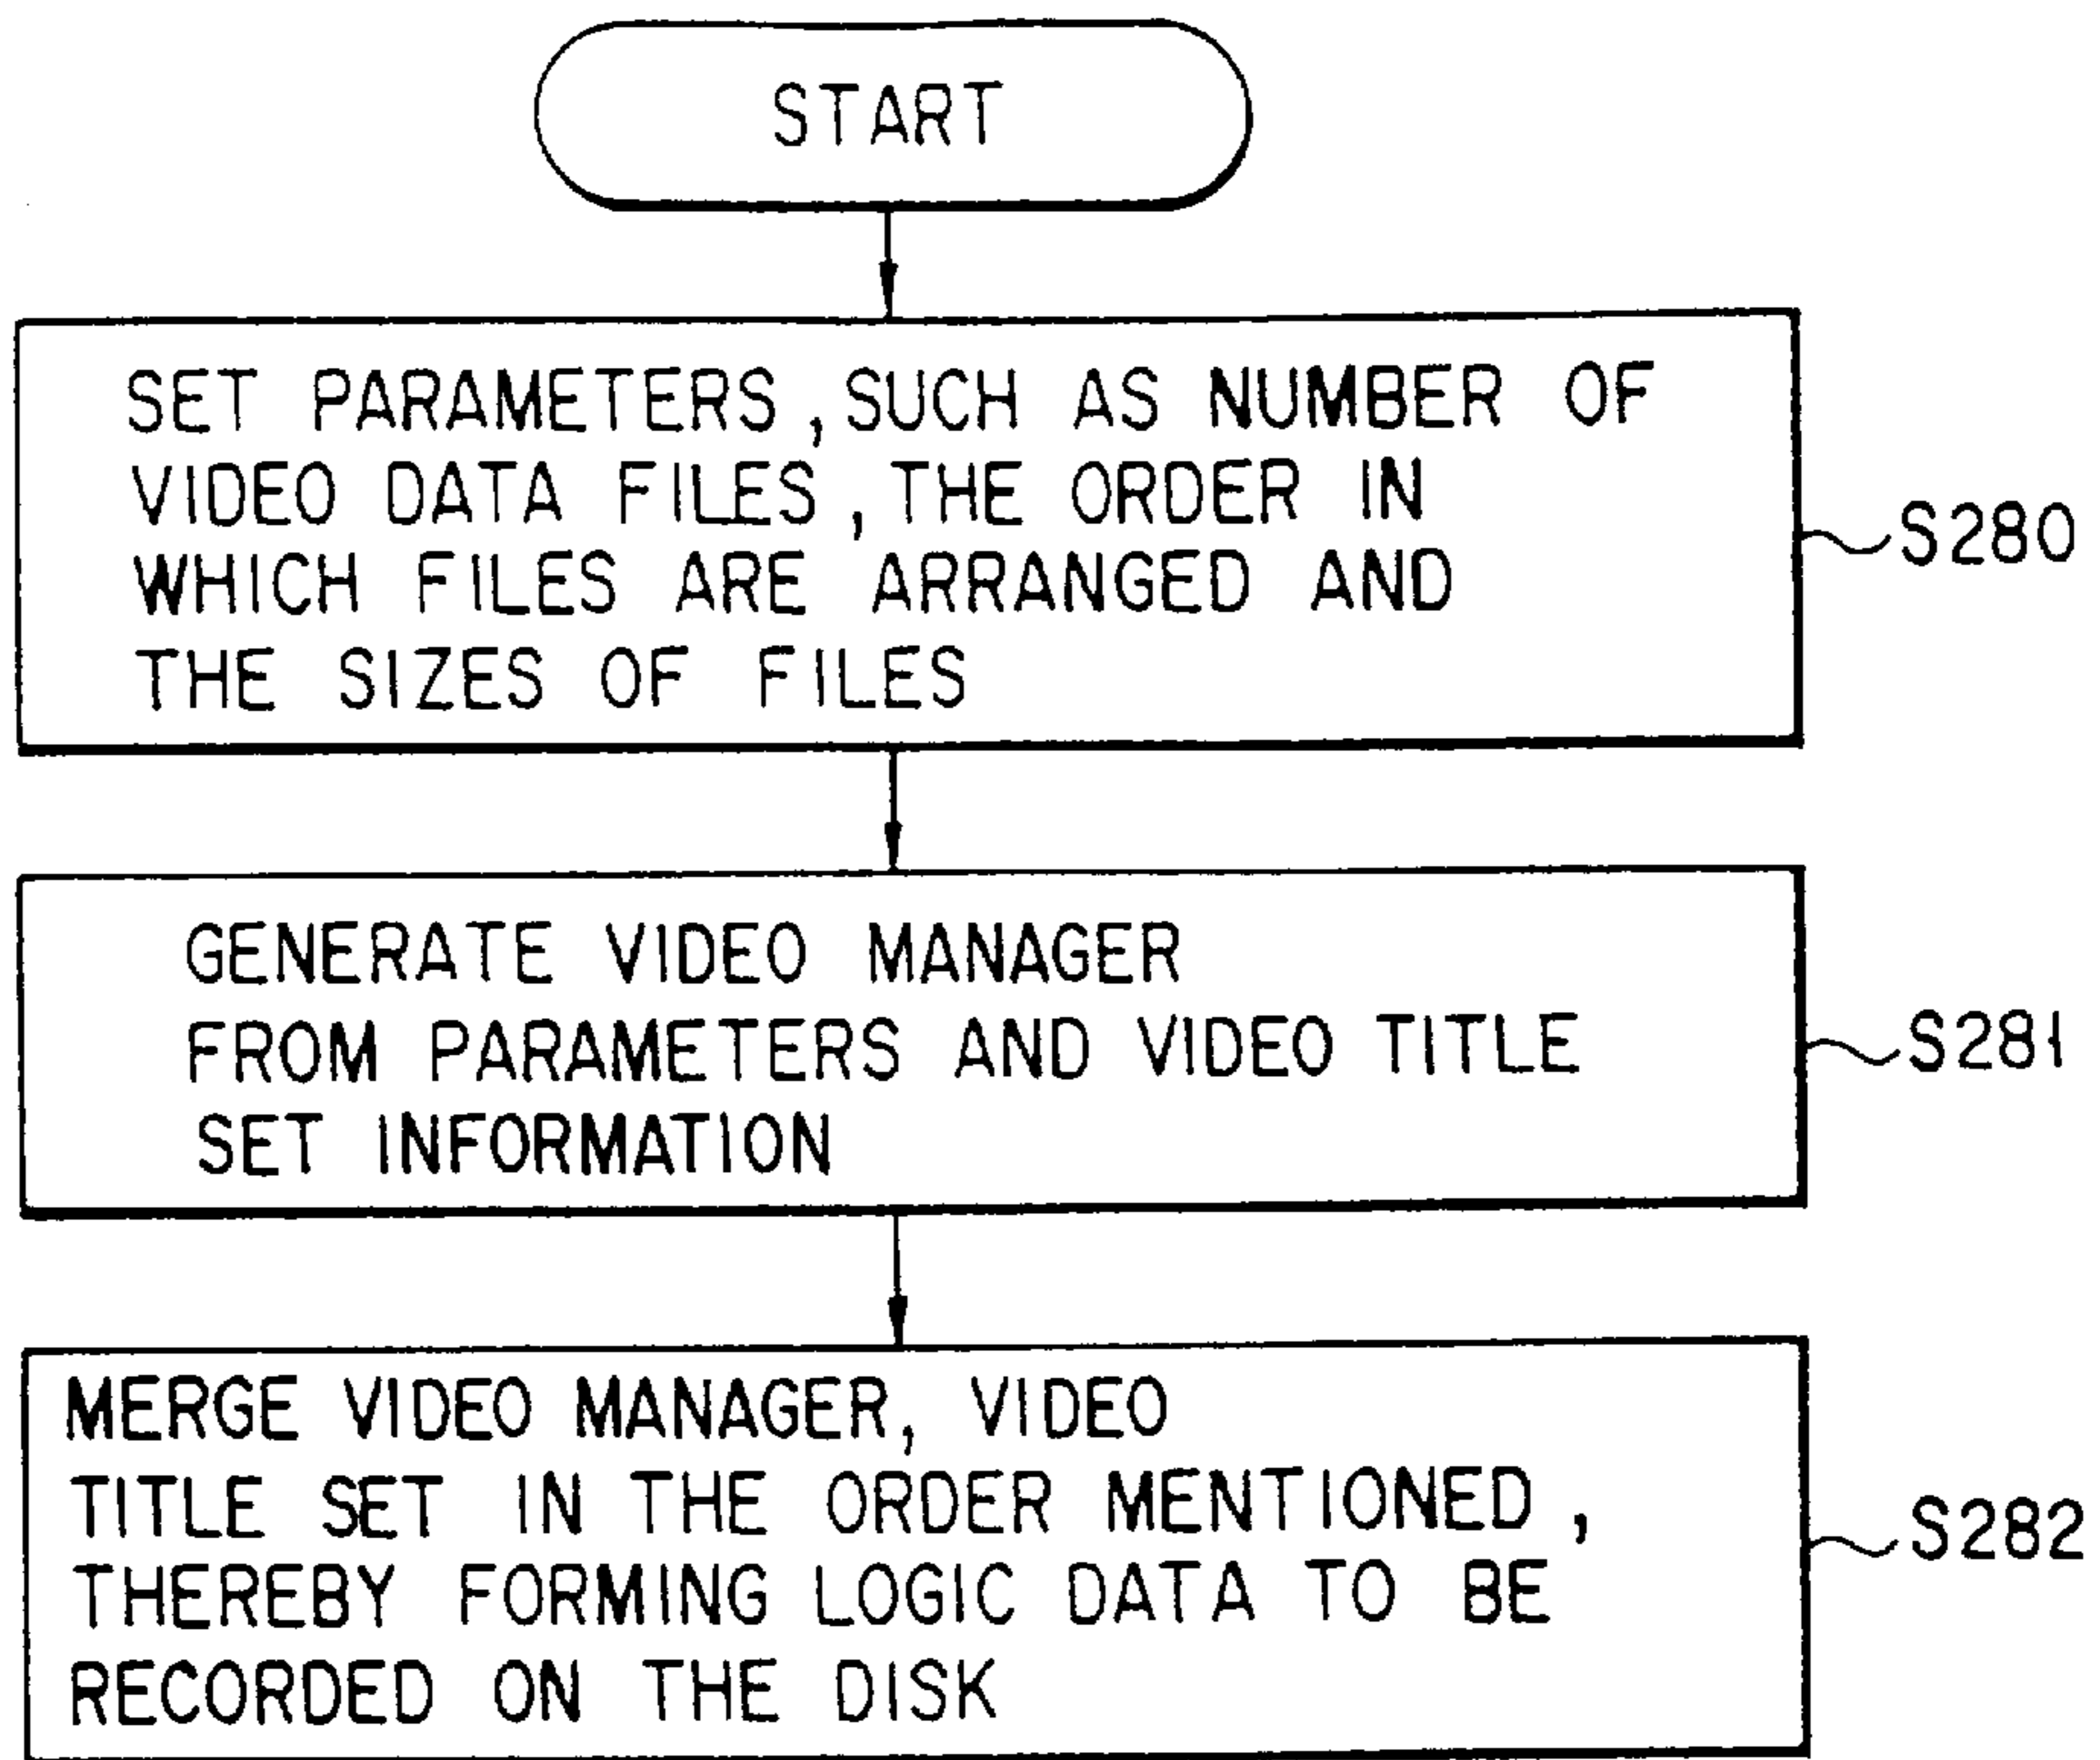 START
SET PARAMETERS, SUCH AS NUMBER OF
VIDEO DATA FILES, THE ORDER IN
WHICH FILES ARE ARRANGED AND
THE SIZES OF FILES
S280
GENERATE VIDEO MANAGER
FROM PARAMETERS AND VIDEO TITLE
SET INFORMATION
S281
MERGE VIDEO MANAGER, VIDEO
TITLE SET IN THE ORDER MENTIONED,
THEREBY FORMING LOGIC DATA TO BE
RECORDED ON THE DISK
S282